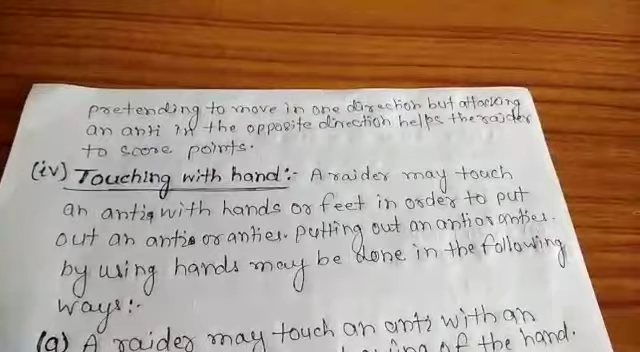 pretending to move in one direction but attacking
an anti in the opposite direction helps the raider
to score points.
(iv) Touching with hand:- A raider may touch
an anti with hands or feet in order to put
out an anti or anties. Putting out an anti or anties
by using hands may be done in the following
ways:-
(a) A raider may touch an anti with an
of the hand.